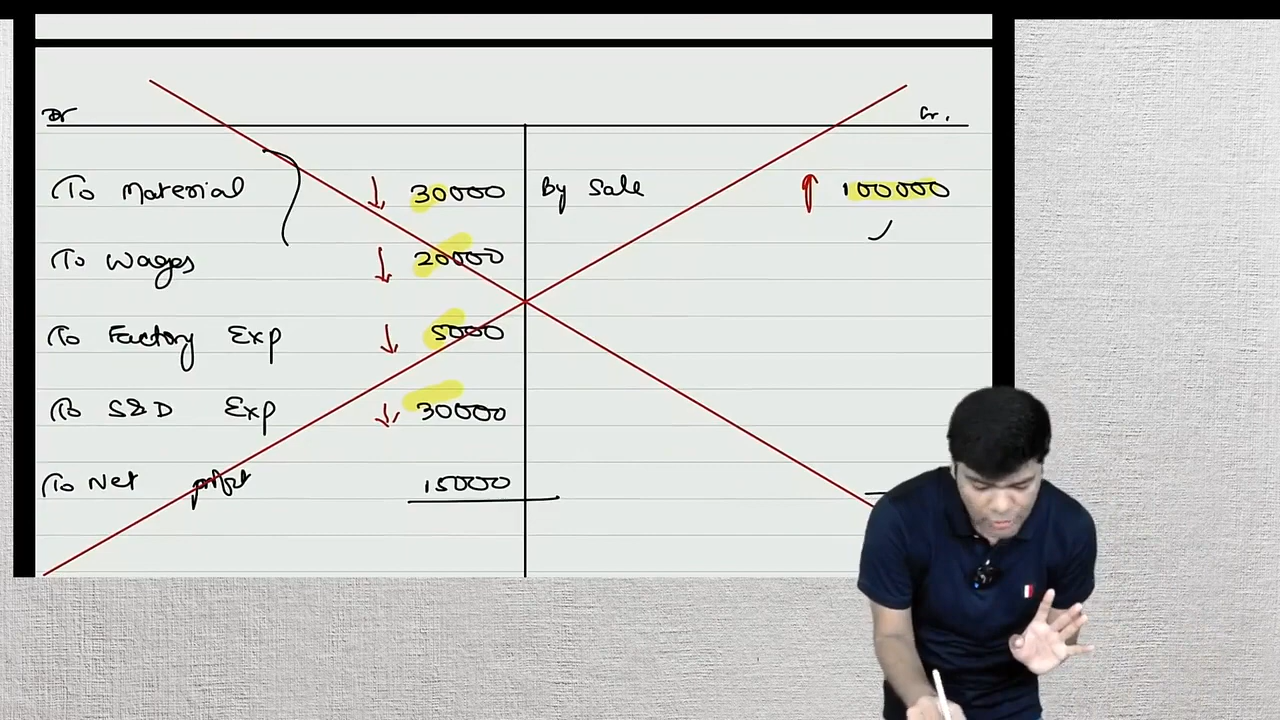 Dr Cr.
To Material 30000 By Sale 100000
To Wages 20000
To Factory Exp 5000
To S&D Exp 30000
To Net profit 15000